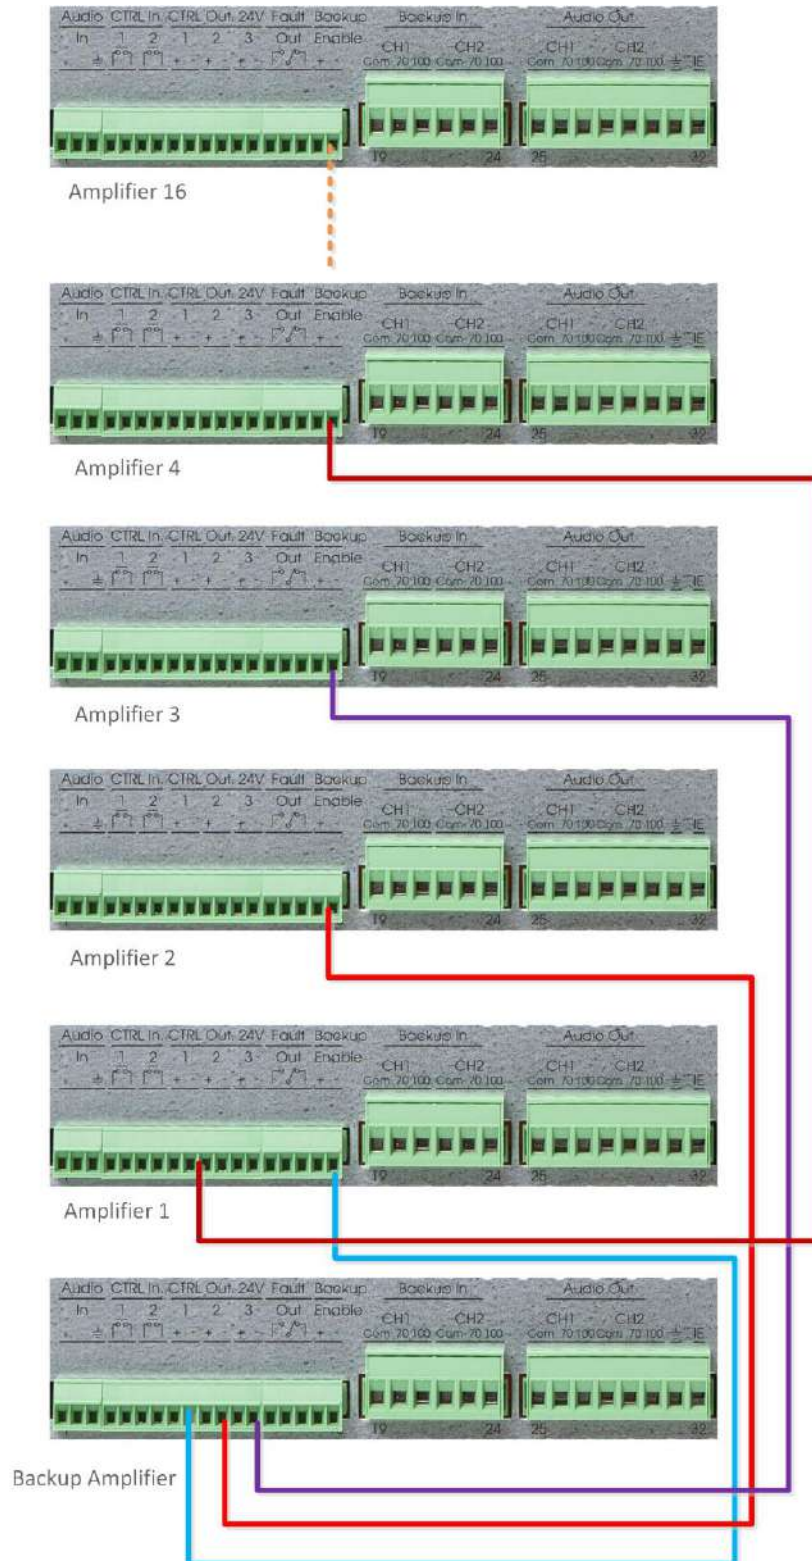 Audio CTRL In. CTRL Out. 24V Fault Backup Backup In Audio Out
In 1 2 1 2 3 Out Enable CH1 CH2 CH1 CH2
+ - + + - + - Com 70 100 Com 70 100 Com 70 100 Com 70 100
19 24 25 32
Amplifier 16
Audio CTRL In. CTRL Out. 24V Fault Backup Backup In Audio Out
In 1 2 1 2 3 Out Enable CH1 CH2 CH1 CH2
+ - + + - + - Com 70 100 Com 70 100 Com 70 100 Com 70 100
19 24 25 32
Amplifier 4
Audio CTRL In. CTRL Out. 24V Fault Backup Backup In Audio Out
In 1 2 1 2 3 Out Enable CH1 CH2 CH1 CH2
+ - + + - + - Com 70 100 Com 70 100 Com 70 100 Com 70 100
19 24 25 32
Amplifier 3
Audio CTRL In. CTRL Out. 24V Fault Backup Backup In Audio Out
In 1 2 1 2 3 Out Enable CH1 CH2 CH1 CH2
+ - + + - + - Com 70 100 Com 70 100 Com 70 100 Com 70 100
19 24 25 32
Amplifier 2
Audio CTRL In. CTRL Out. 24V Fault Backup Backup In Audio Out
In 1 2 1 2 3 Out Enable CH1 CH2 CH1 CH2
+ - + + - + - Com 70 100 Com 70 100 Com 70 100 Com 70 100
19 24 25 32
Amplifier 1
Audio CTRL In. CTRL Out. 24V Fault Backup Backup In Audio Out
In 1 2 1 2 3 Out Enable CH1 CH2 CH1 CH2
+ - + + - + - Com 70 100 Com 70 100 Com 70 100 Com 70 100
19 24 25 32
Backup Amplifier